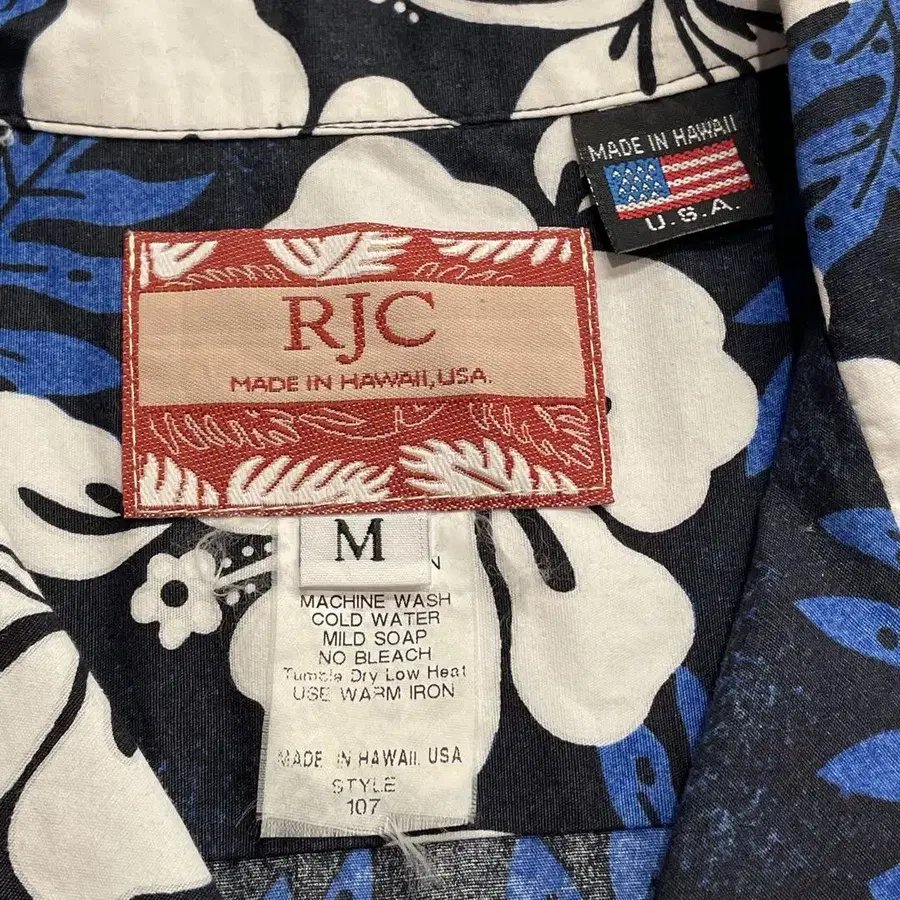 MADE IN HAWAII
U.S.A.
RJC
MADE IN HAWAII, USA.
M
N
MACHINE WASH
COLD WATER
MILD SOAP
NO BLEACH
Tumble Dry Low Heat
USE WARM IRON
MADE IN HAWAII, USA
STYLE
107